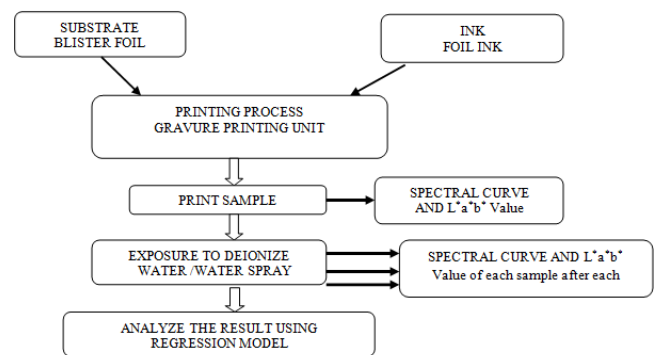 SUBSTRATE
BLISTER FOIL
INK
FOIL INK
PRINTING PROCESS
GRAVURE PRINTING UNIT
PRINT SAMPLE
SPECTRAL CURVE
AND L*a*b* Value
EXPOSURE TO DEIONIZE
WATER /WATER SPRAY
SPECTRAL CURVE AND L*a*b*
Value of each sample after each
ANALYZE THE RESULT USING
REGRESSION MODEL